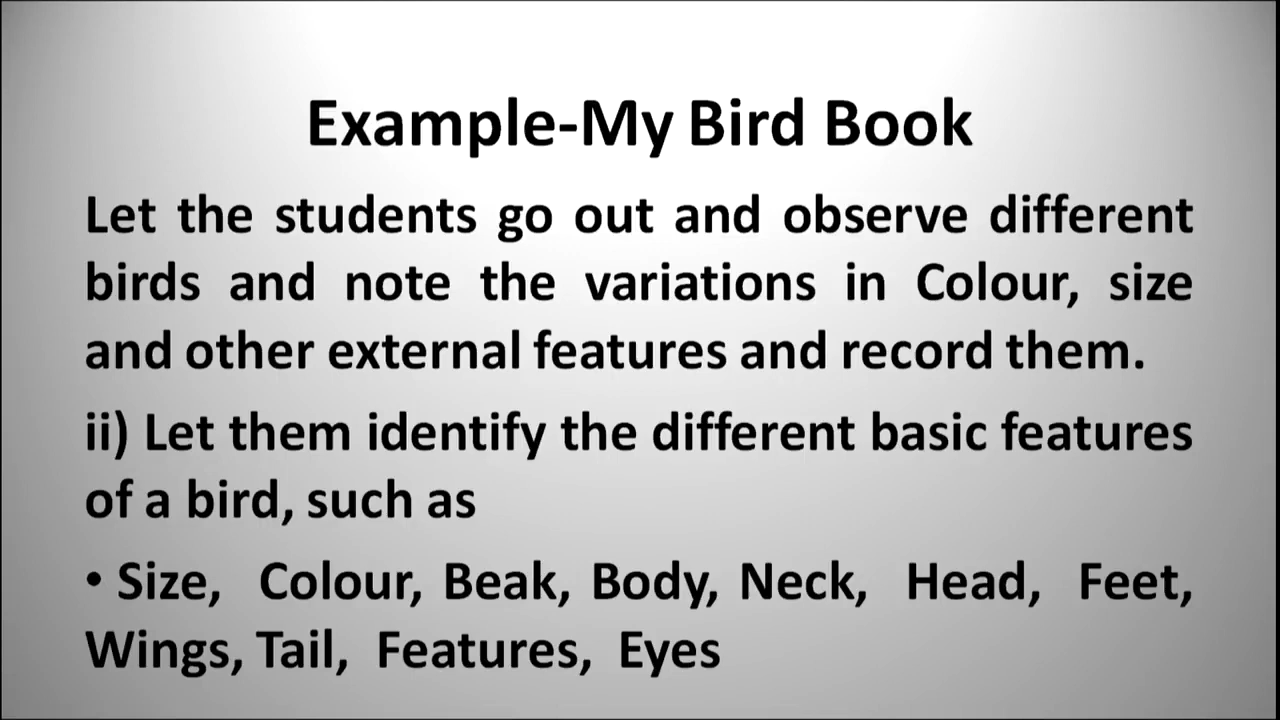 Example-My Bird Book
Let the students go out and observe different
birds and note the variations in Colour, size
and other external features and record them.
ii) Let them identify the different basic features
of a bird, such as
• Size, Colour, Beak, Body, Neck, Head, Feet,
Wings, Tail, Features, Eyes